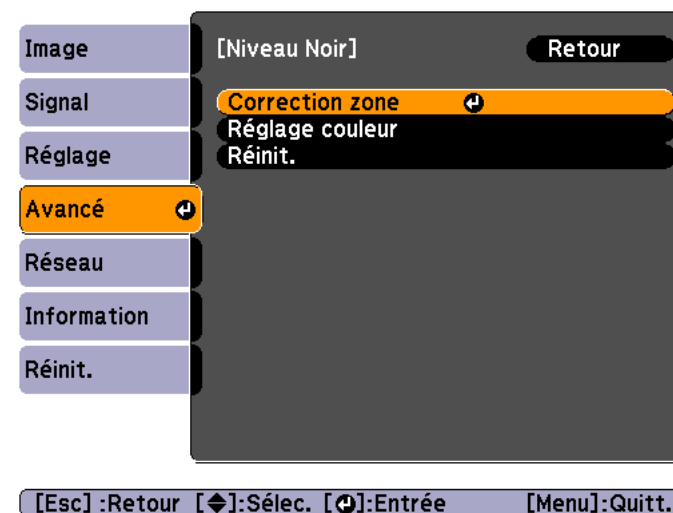 Image
Signal
Réglage
Avancé
Réseau
Information
Réinit.
[Niveau Noir] Retour
Correction zone
Réglage couleur
Réinit.
[Esc] :Retour [◆]:Sélec. [↵]:Entrée [Menu]:Quitt.